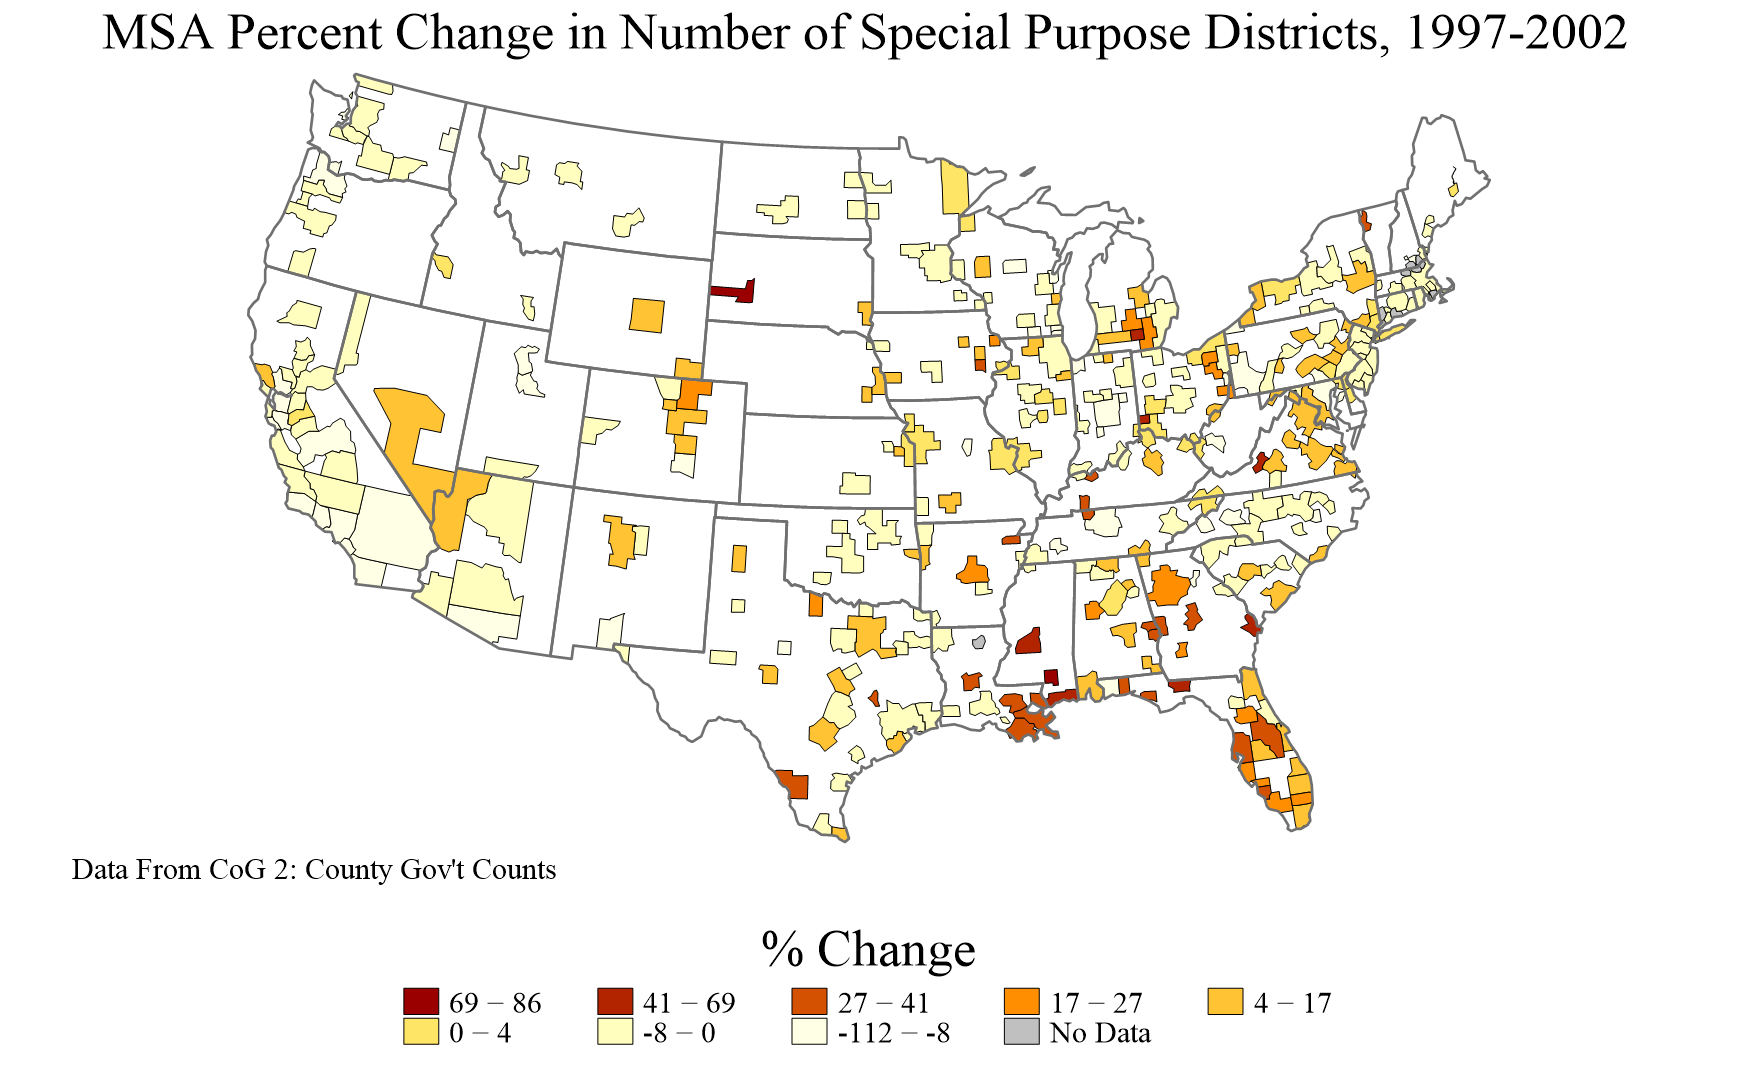 MSA Percent Change in Number of Special Purpose Districts, 1997-2002
Data From CoG 2: County Gov't Counts
% Change
69 − 86 41 − 69 27 − 41 17 − 27 4 − 17
0 − 4 -8 − 0 -112 − -8 No Data